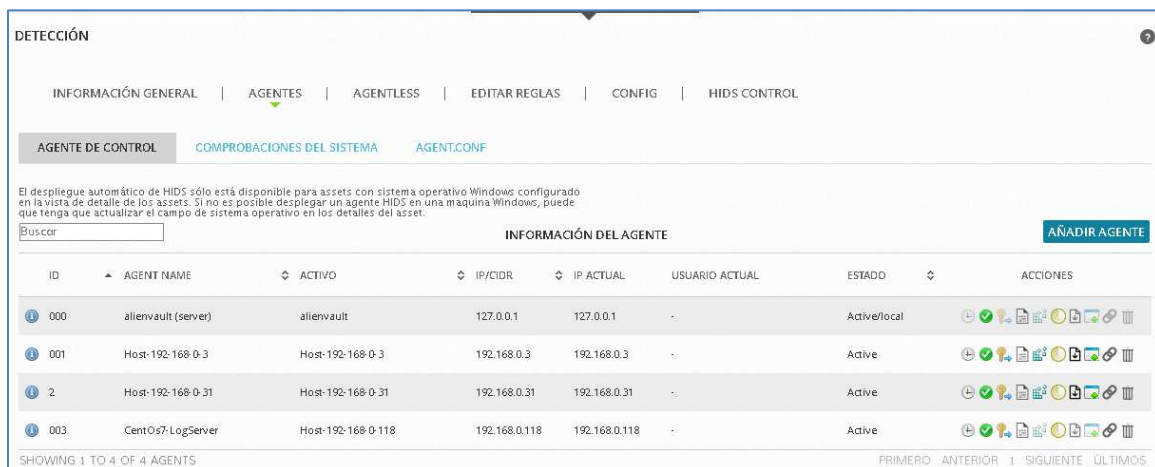 DETECCIÓN
INFORMACIÓN GENERAL | AGENTES | AGENTLESS | EDITAR REGLAS | CONFIG | HIDS CONTROL
AGENTE DE CONTROL COMPROBACIONES DEL SISTEMA AGENT.CONF
El despliegue automático de HIDS sólo está disponible para assets con sistema operativo Windows configurado
en la vista de detalle de los assets. Si no es posible desplegar un agente HIDS en una maquina Windows, puede
que tenga que actualizar el campo de sistema operativo en los detalles del asset.
Buscar INFORMACIÓN DEL AGENTE AÑADIR AGENTE
ID AGENT NAME ACTIVO IP/CIDR IP ACTUAL USUARIO ACTUAL ESTADO ACCIONES
000 alienvault (server) alienvault 127.0.0.1 127.0.0.1 - Active/local
001 Host-192-168-0-3 Host-192-168-0-3 192.168.0.3 192.168.0.3 - Active
2 Host-192-168-0-31 Host-192-168-0-31 192.168.0.31 192.168.0.31 - Active
003 CentOs7-LogServer Host-192-168-0-118 192.168.0.118 192.168.0.118 - Active
SHOWING 1 TO 4 OF 4 AGENTS PRIMERO ANTERIOR 1 SIGUIENTE ÚLTIMOS